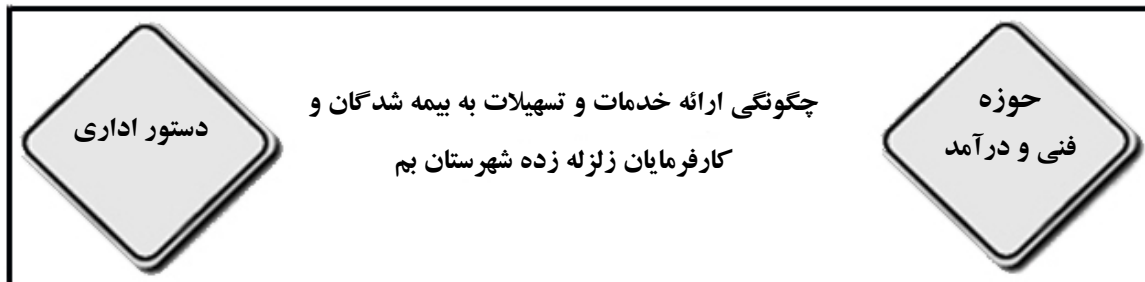 حوزه
فنی و درآمد
چگونگی ارائه خدمات و تسهیلات به بیمه شدگان و
کارفرمایان زلزله زده شهرستان بم
دستور اداری